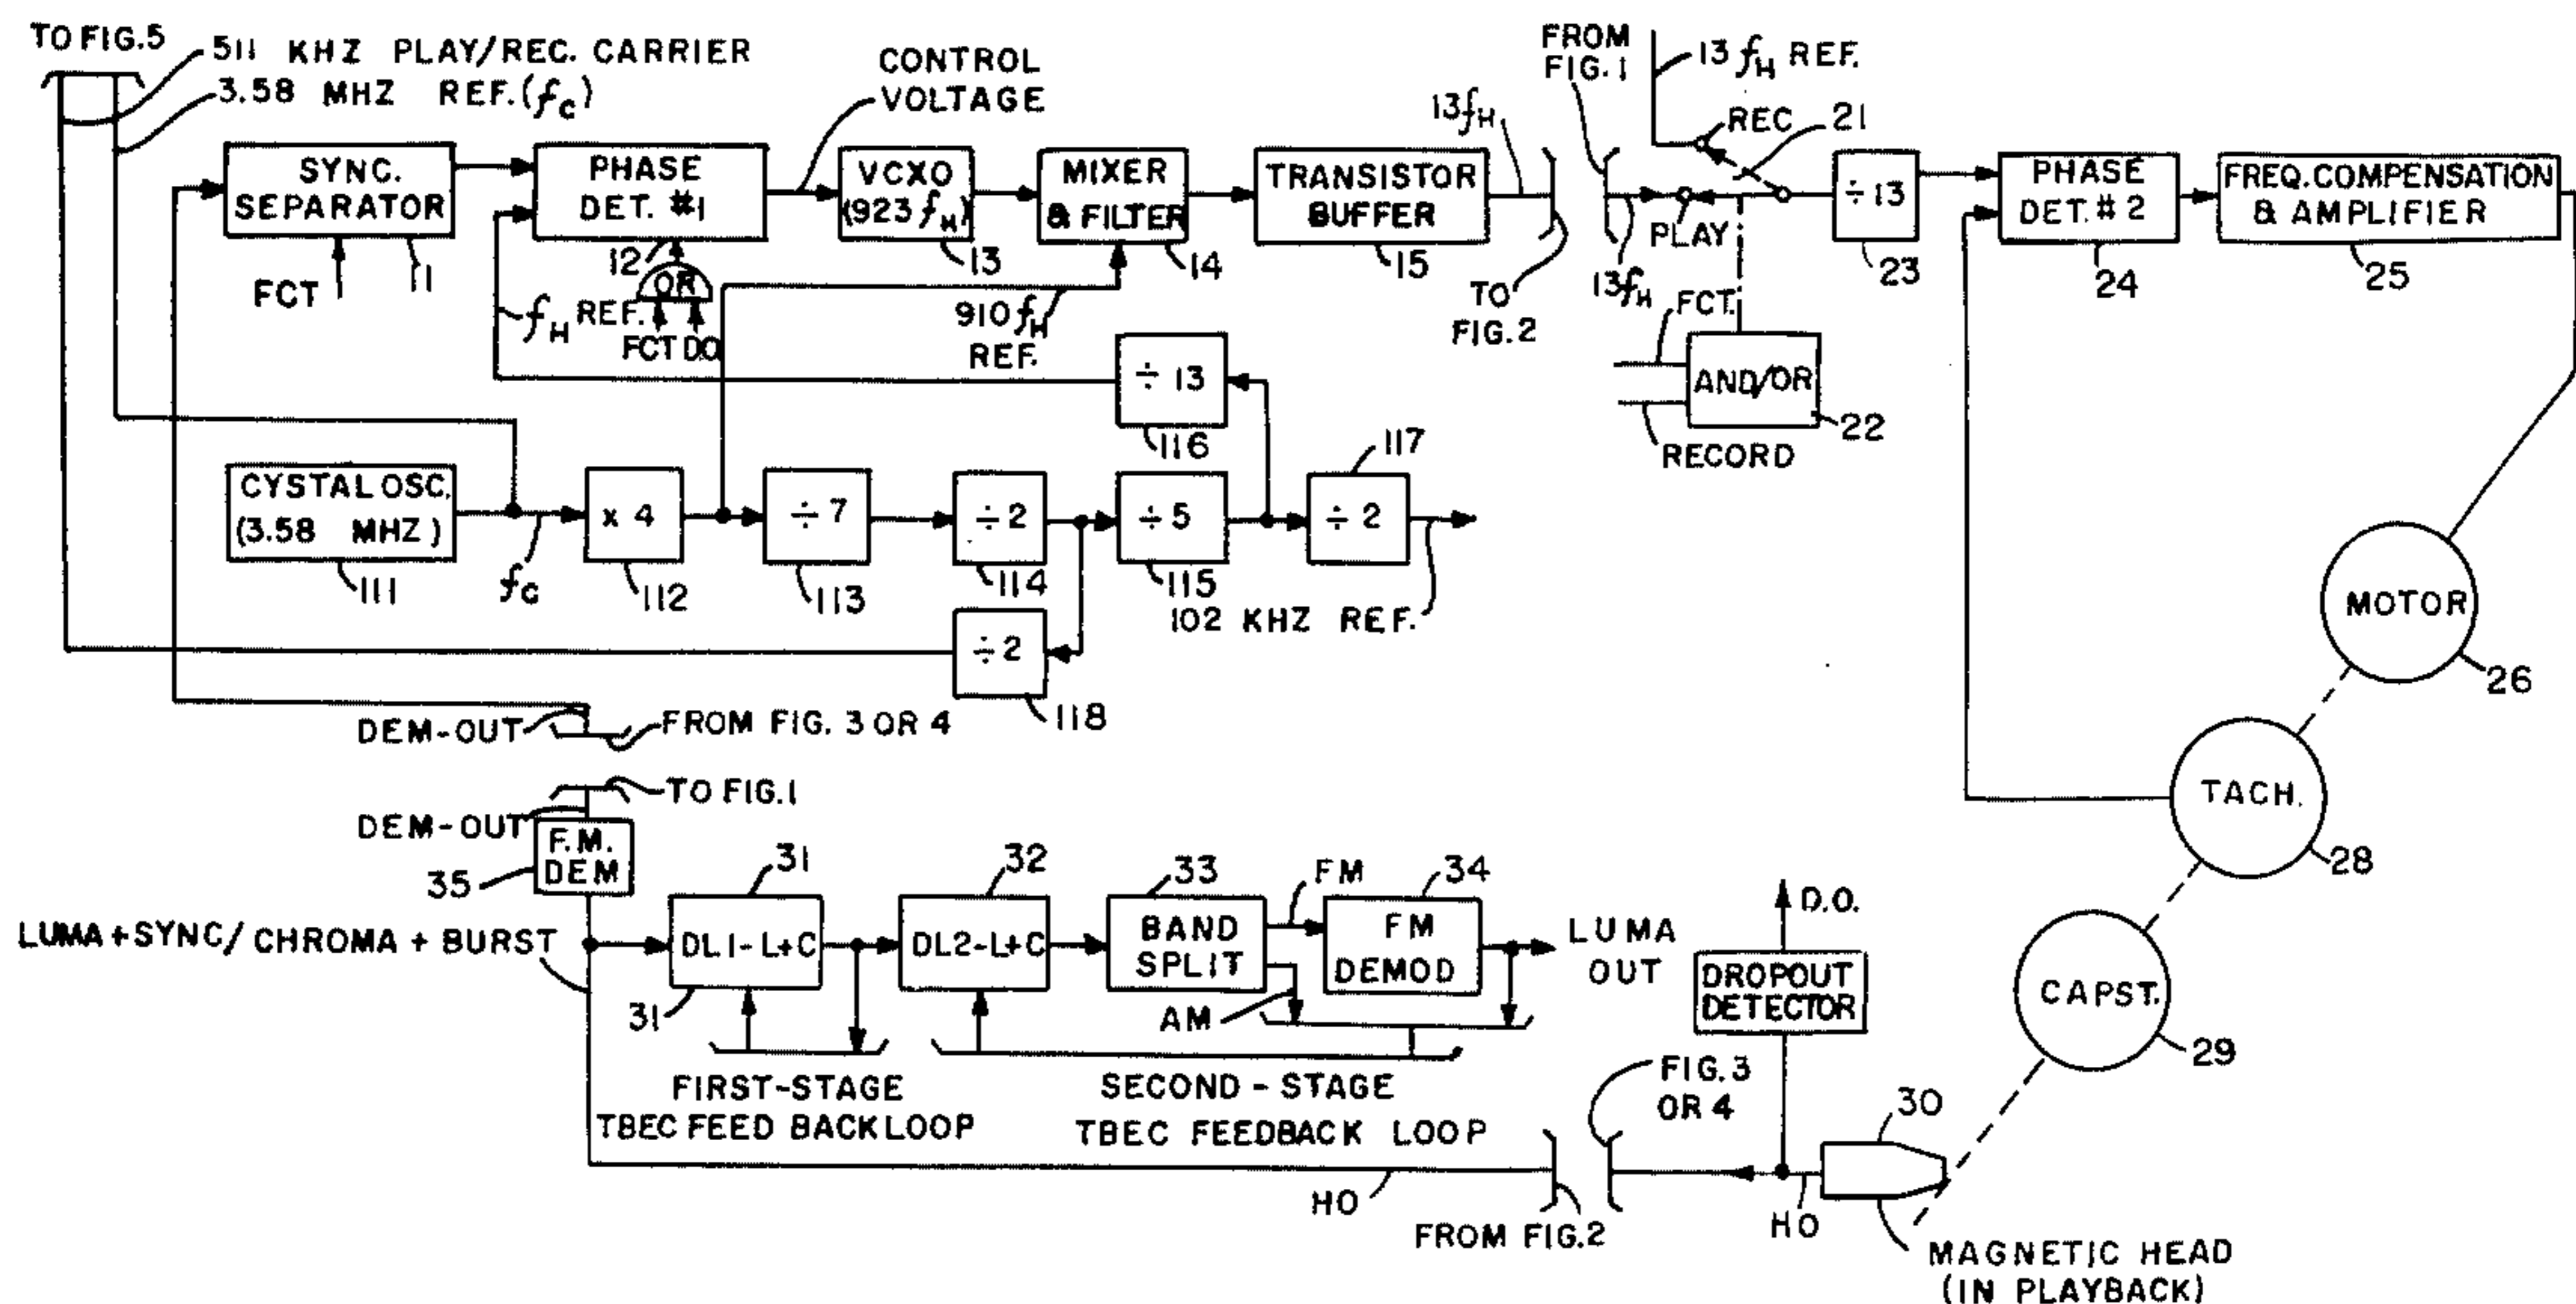 TO FIG.5
511 KHZ PLAY/REC. CARRIER
3.58 MHZ REF.(fc)
CONTROL
VOLTAGE
SYNC.
SEPARATOR
11
FCT
PHASE
DET. #1
12
OR
FCT DO
fH REF.
VCXO
(923 fH)
13
MIXER
& FILTER
14
910 fH
REF.
TRANSISTOR
BUFFER
15
13fH
TO
FIG.2
FROM
FIG.1
13 fH REF.
REC
21
PLAY
13fH
FCT.
AND/OR
22
RECORD
÷13
23
PHASE
DET.#2
24
FREQ.COMPENSATION
& AMPLIFIER
25
÷ 13
116
117
CYSTAL OSC.
(3.58 MHZ)
111
fc
x 4
112
÷7
113
÷2
114
÷5
115
÷2
102 KHZ REF.
÷2
118
MOTOR
26
DEM-OUT
FROM FIG. 3 OR 4
TO FIG.1
DEM-OUT
F.M.
DEM
35
TACH.
28
LUMA+SYNC/CHROMA + BURST
31
DL1-L+C
31
32
DL2-L+C
33
BAND
SPLIT
FM
AM
34
FM
DEMOD
LUMA
OUT
D.O.
DROPOUT
DETECTOR
CAPST.
29
FIRST-STAGE
TBEC FEED BACK LOOP
SECOND-STAGE
TBEC FEEDBACK LOOP
FIG.3
OR 4
30
HO
FROM FIG.2
HO
MAGNETIC HEAD
(IN PLAYBACK)